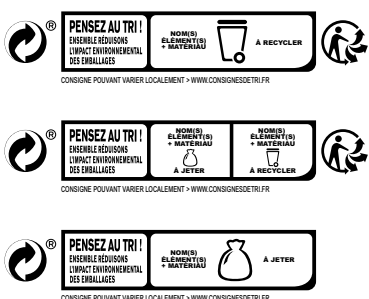 ®
PENSEZ AU TRI !
ENSEMBLE RÉDUISONS
L'IMPACT ENVIRONNEMENTAL
DES EMBALLAGES
NOM(S)
ÉLÉMENT(S)
+ MATÉRIAU
À RECYCLER
CONSIGNE POUVANT VARIER LOCALEMENT > WWW.CONSIGNESDETRI.FR
®
PENSEZ AU TRI !
ENSEMBLE RÉDUISONS
L'IMPACT ENVIRONNEMENTAL
DES EMBALLAGES
NOM(S)
ÉLÉMENT(S)
+ MATÉRIAU
À JETER
NOM(S)
ÉLÉMENT(S)
+ MATÉRIAU
À RECYCLER
CONSIGNE POUVANT VARIER LOCALEMENT > WWW.CONSIGNESDETRI.FR
®
PENSEZ AU TRI !
ENSEMBLE RÉDUISONS
L'IMPACT ENVIRONNEMENTAL
DES EMBALLAGES
NOM(S)
ÉLÉMENT(S)
+ MATÉRIAU
À JETER
CONSIGNE POUVANT VARIER LOCALEMENT > WWW.CONSIGNESDETRI.FR